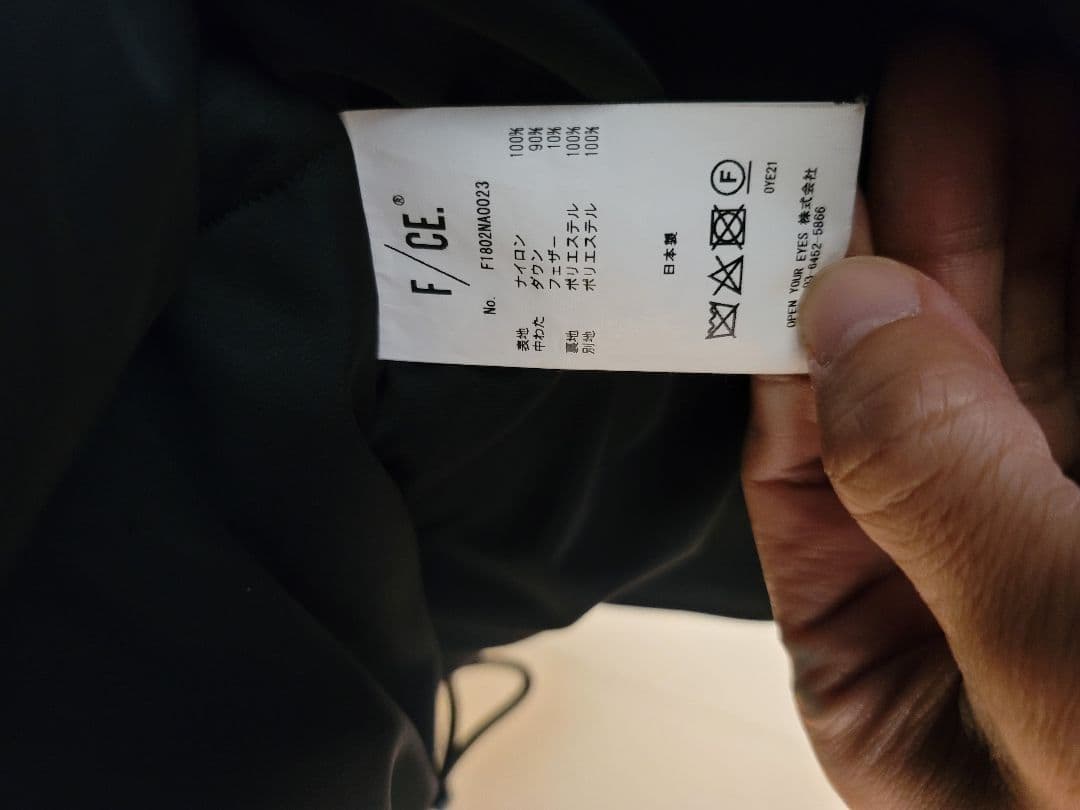 F/CE.®
No. F1802NA0023
表地 ナイロン 100%
中わた ダウン 90%
フェザー 10%
裏地 ポリエステル 100%
別地 ポリエステル 100%
日本製
F
OYE21
OPEN YOUR EYES 株式会社
03-6452-5866